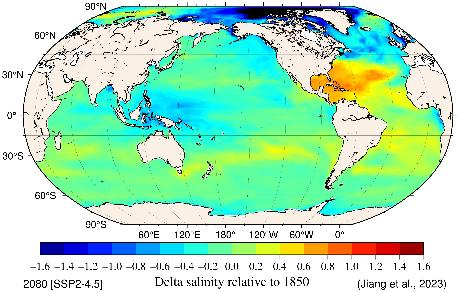 90°N
60°N
30°N
0°
30°S
60°S
90°S
60°E 120°E 180° 120°W 60°W 0°
−1.6 −1.4 −1.2 −1.0 −0.8 −0.6 −0.4 −0.2 0.0 0.2 0.4 0.6 0.8 1.0 1.2 1.4 1.6
2080 [SSP2-4.5] Delta salinity relative to 1850 (Jiang et al., 2023)